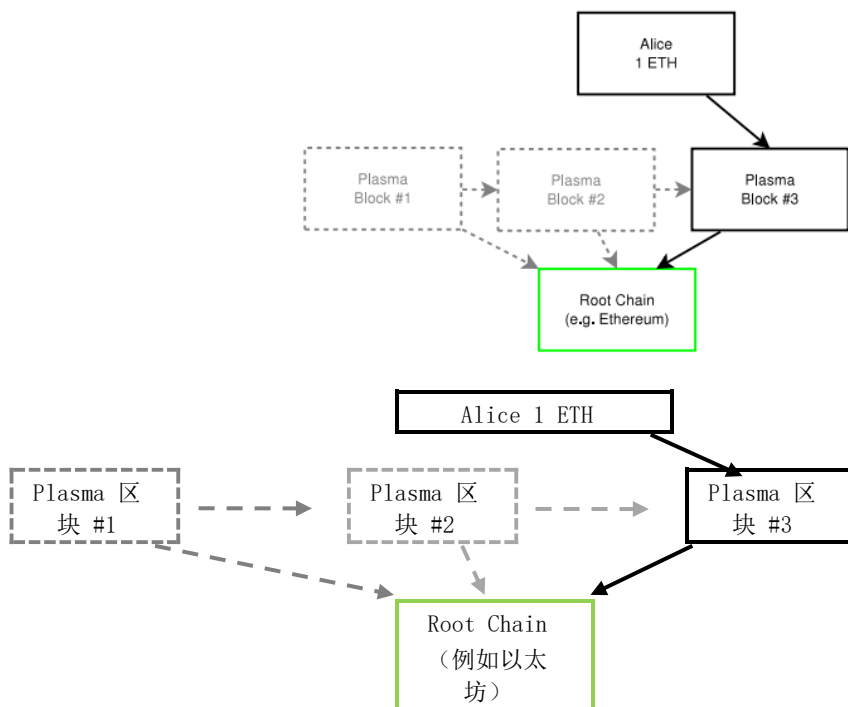 Alice
1 ETH
Plasma
Block #1
Plasma
Block #2
Plasma
Block #3
Root Chain
(e.g. Ethereum)
Alice 1 ETH
Plasma 区
块 #1
Plasma 区
块 #2
Plasma 区
块 #3
Root Chain
（例如以太
坊）